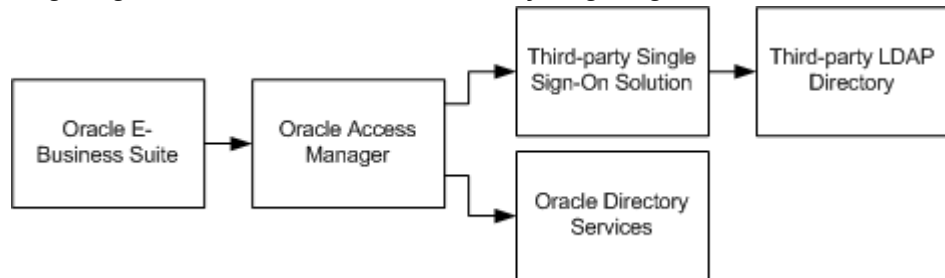 Third-party Single
Sign-On Solution
Third-party LDAP
Directory
Oracle E-
Business Suite
Oracle Access
Manager
Oracle Directory
Services